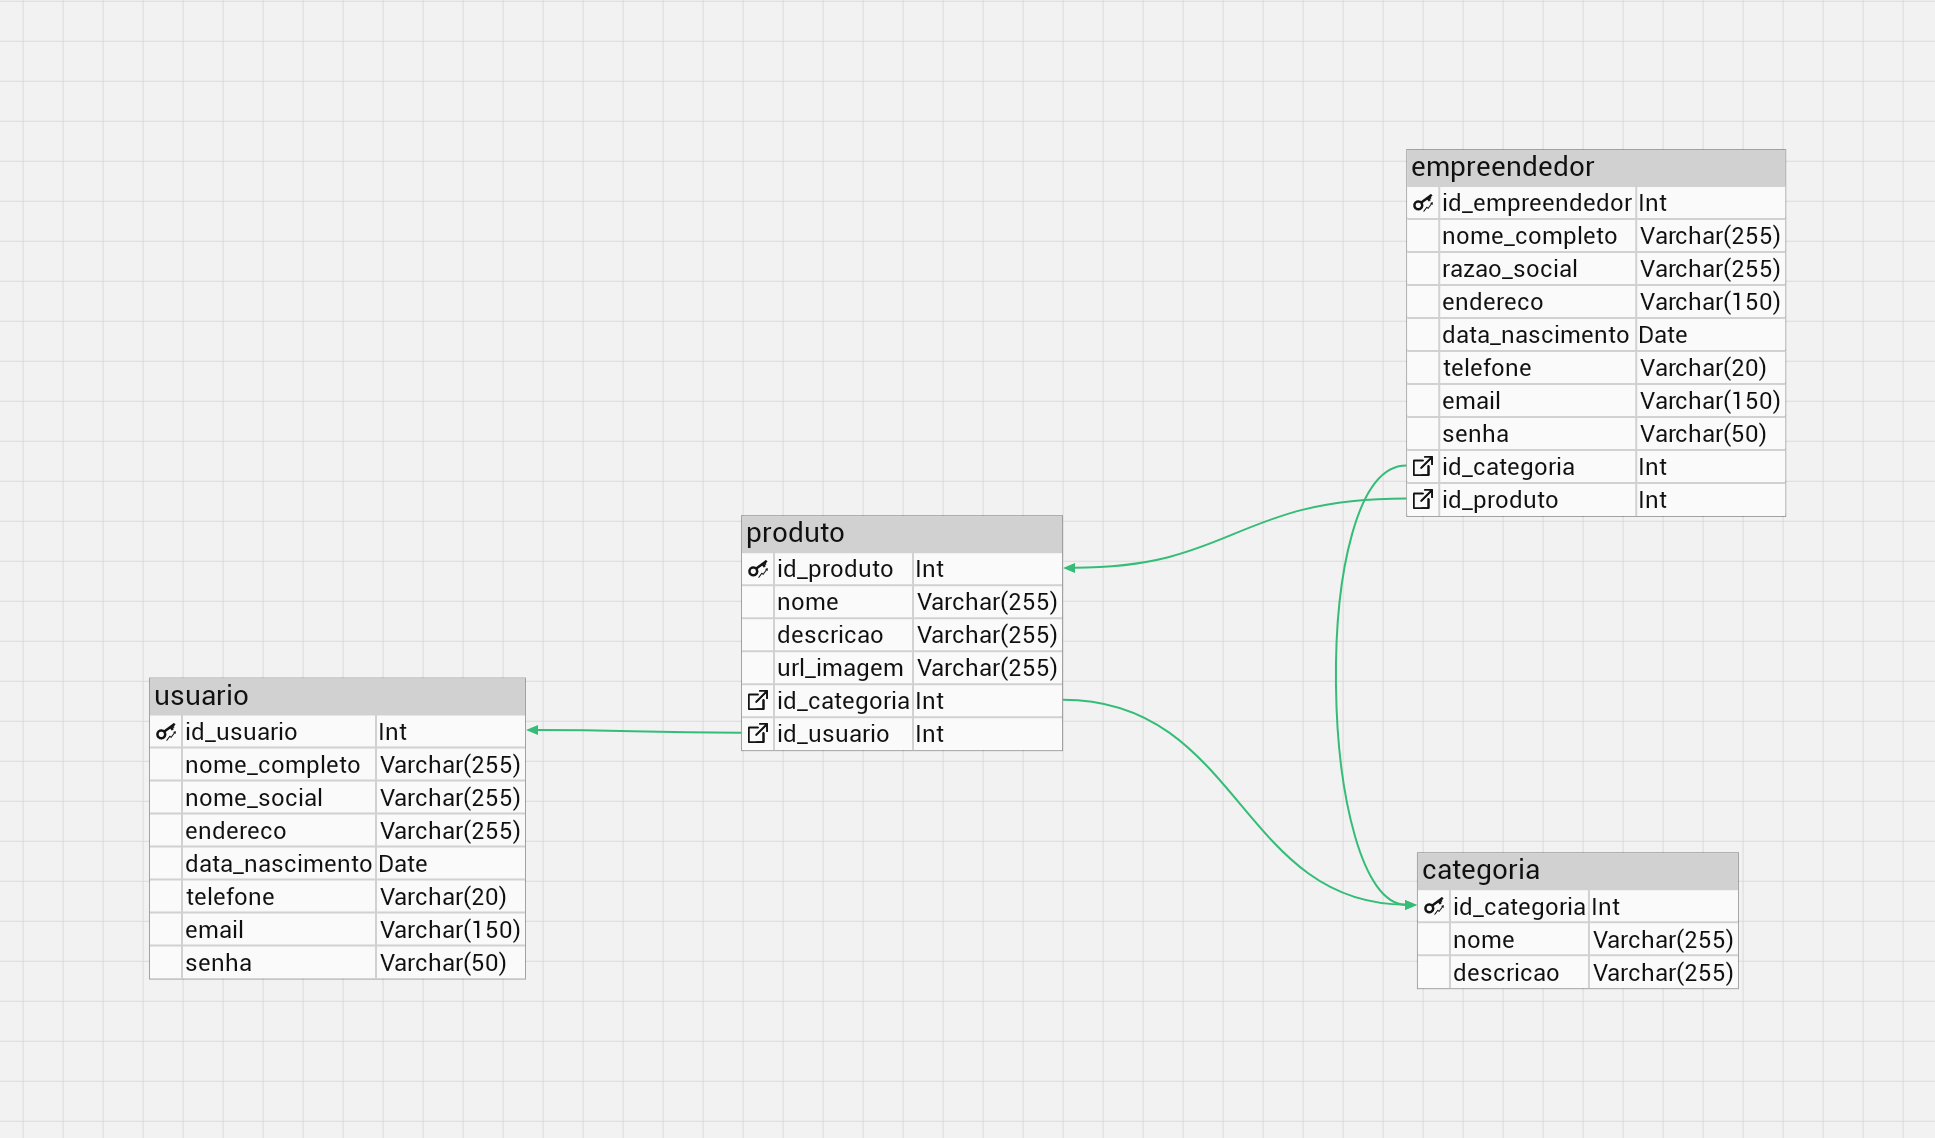 empreendedor
id_empreendedor Int
nome_completo Varchar(255)
razao_social Varchar(255)
endereco Varchar(150)
data_nascimento Date
telefone Varchar(20)
email Varchar(150)
senha Varchar(50)
id_categoria Int
id_produto Int
produto
id_produto Int
nome Varchar(255)
descricao Varchar(255)
url_imagem Varchar(255)
id_categoria Int
id_usuario Int
usuario
id_usuario Int
nome_completo Varchar(255)
nome_social Varchar(255)
endereco Varchar(255)
data_nascimento Date
telefone Varchar(20)
email Varchar(150)
senha Varchar(50)
categoria
id_categoria Int
nome Varchar(255)
descricao Varchar(255)